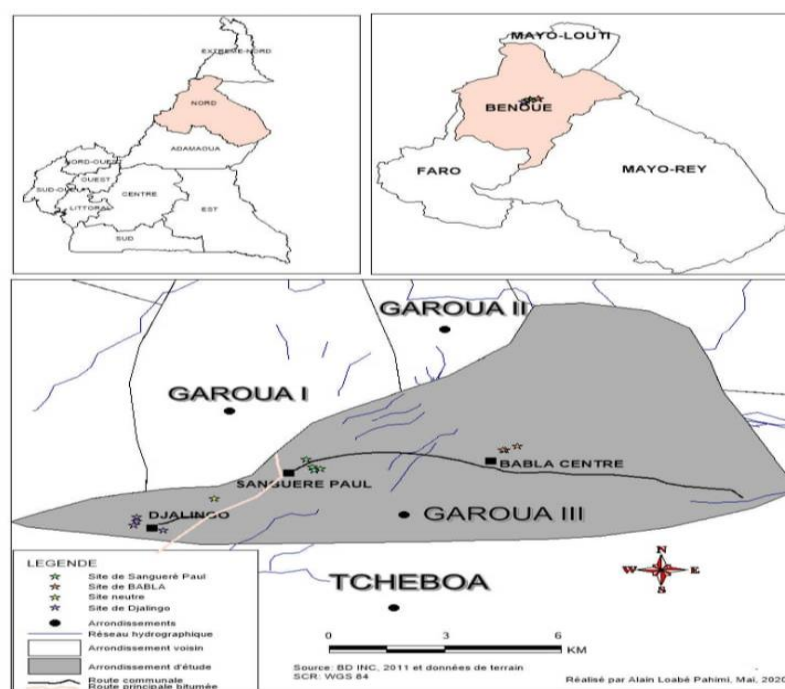 EXTREME-NORD
NORD
ADAMAOUA
NORD-OUEST
OUEST
SUD-OUEST
LITTORAL
CENTRE
EST
SUD
MAYO-LOUTI
BENOUE
FARO
MAYO-REY
GAROUA II
GAROUA I
BABLA CENTRE
SANGUERE PAUL
DJALINGO
GAROUA III
TCHEBOA
LEGENDE
Site de Sangueré Paul
Site de BABLA
Site neutre
Site de Djalingo
Arrondissements
Réseau hydrographique
Arrondissement voisin
Arrondissement d'étude
Route communale
Route principale bitumée
N
W E
S
0 3 6
KM
Source: BD INC, 2011 et données de terrain
SCR: WGS 84
Réalisé par Alain Loabé Pahimi, Mai, 2020